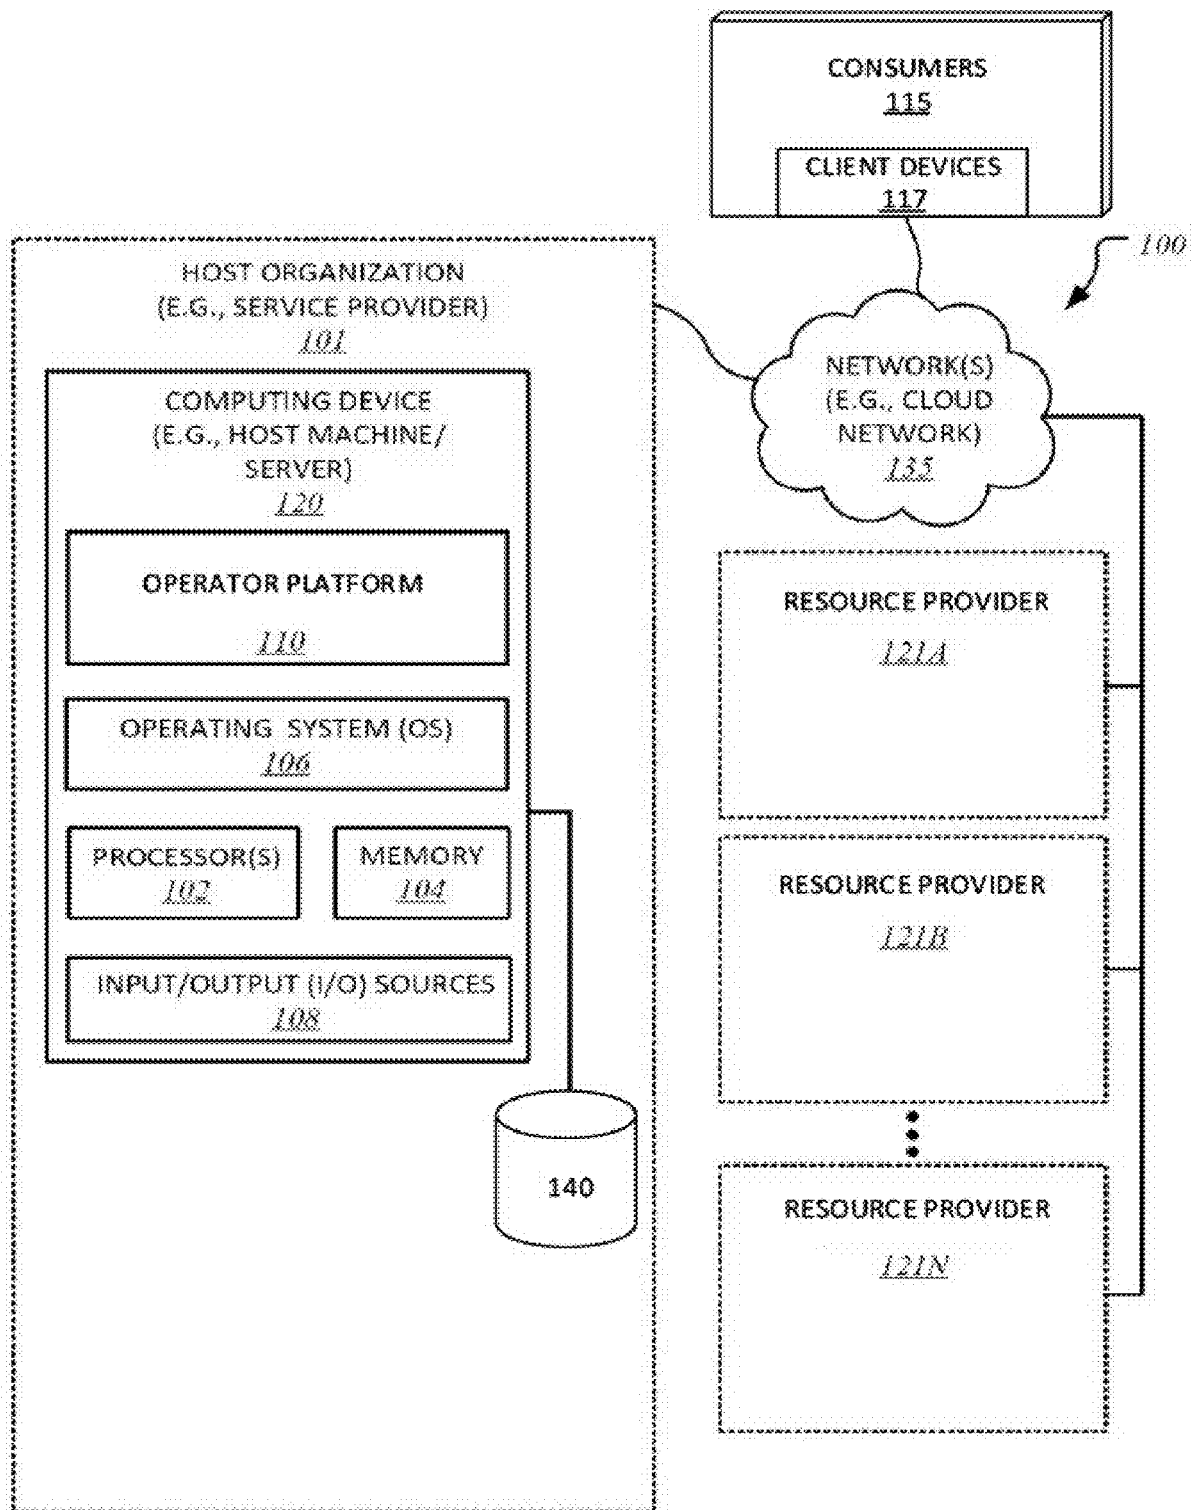 CONSUMERS
115
CLIENT DEVICES
117
100
HOST ORGANIZATION
(E.G., SERVICE PROVIDER)
101
COMPUTING DEVICE
(E.G., HOST MACHINE/
SERVER)
120
OPERATOR PLATFORM
110
OPERATING SYSTEM (OS)
106
PROCESSOR(S)
102
MEMORY
104
INPUT/OUTPUT (I/O) SOURCES
108
140
NETWORK(S)
(E.G., CLOUD
NETWORK)
135
RESOURCE PROVIDER
121A
RESOURCE PROVIDER
121B
RESOURCE PROVIDER
121N